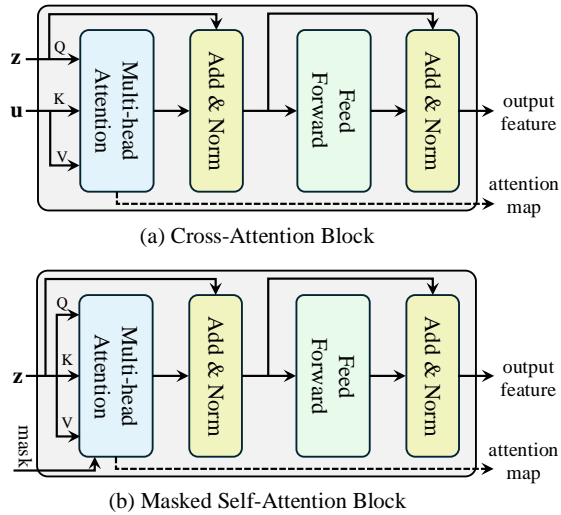 z
u
Q
K
V
Multi-head
Attention
Add & Norm
Feed
Forward
Add & Norm
output
feature
attention
map
(a) Cross-Attention Block
z
mask
Q
K
V
Multi-head
Attention
Add & Norm
Feed
Forward
Add & Norm
output
feature
attention
map
(b) Masked Self-Attention Block